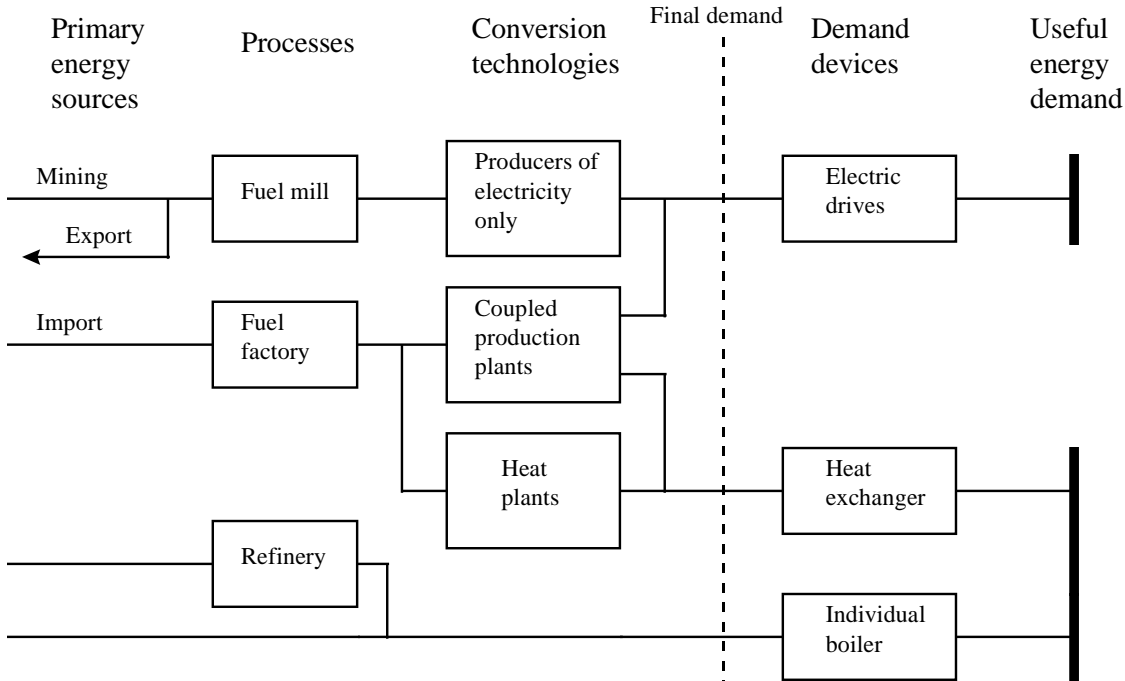 Final demand
Primary
energy
sources
Processes
Conversion
technologies
Demand
devices
Useful
energy
demand
Mining
Export
Fuel mill
Producers of
electricity
only
Electric
drives
Import
Fuel
factory
Coupled
production
plants
Heat
plants
Heat
exchanger
Refinery
Individual
boiler